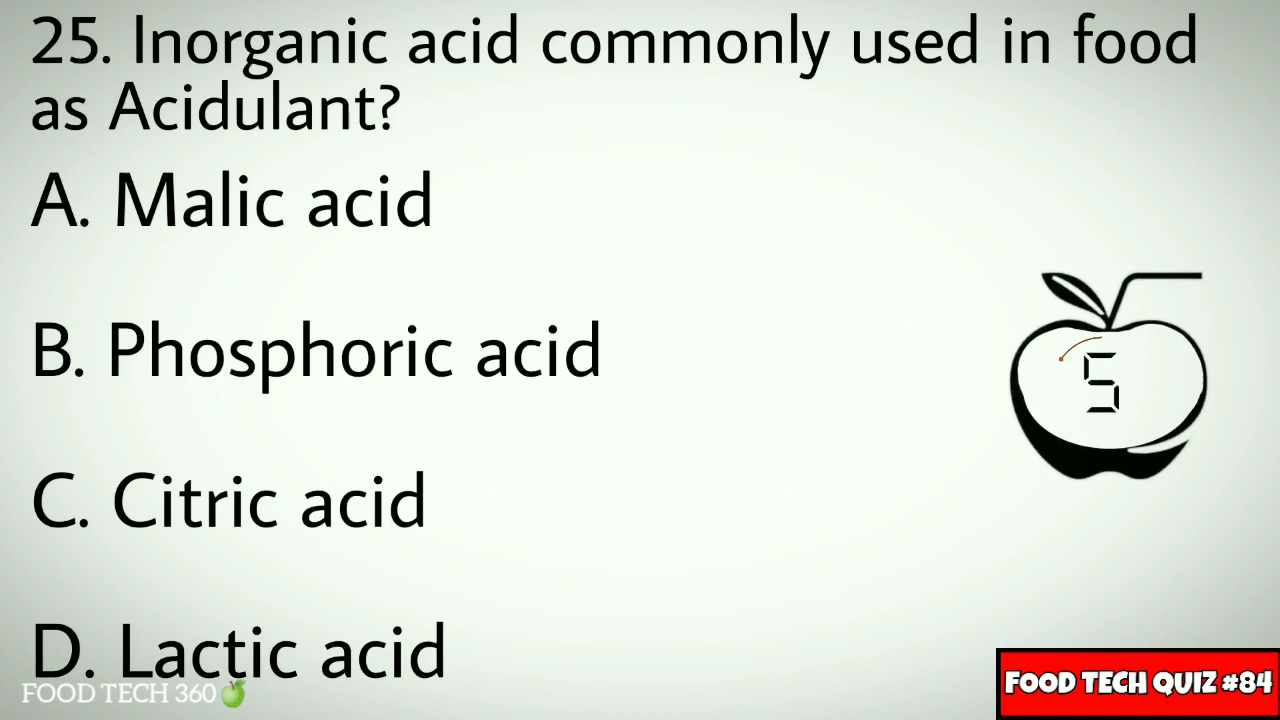 25. Inorganic acid commonly used in food
as Acidulant?
A. Malic acid
B. Phosphoric acid
5
C. Citric acid
D. Lactic acid
FOOD TECH 360
FOOD TECH QUIZ #84